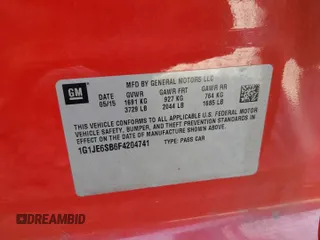 MFD BY GENERAL MOTORS LLC
GM
DATE GVWR GAWR FRT GAWR RR
05/15 1691 KG 927 KG 764 KG
3729 LB 2044 LB 1685 LB
THIS VEHICLE CONFORMS TO ALL APPLICABLE U.S. FEDERAL MOTOR
VEHICLE SAFETY, BUMPER, AND THEFT PREVENTION STANDARDS
IN EFFECT ON THE DATE OF MANUFACTURE SHOWN ABOVE.
1G1JE6SB6F4204741 TYPE: PASS CAR
DREAMBID